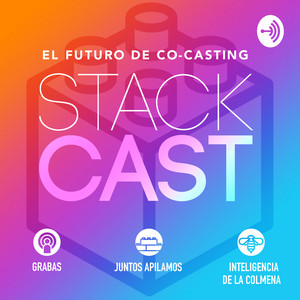 EL FUTURO DE CO-CASTING
STACK
CAST
GRABAS
JUNTOS APILAMOS
INTELIGENCIA
DE LA COLMENA